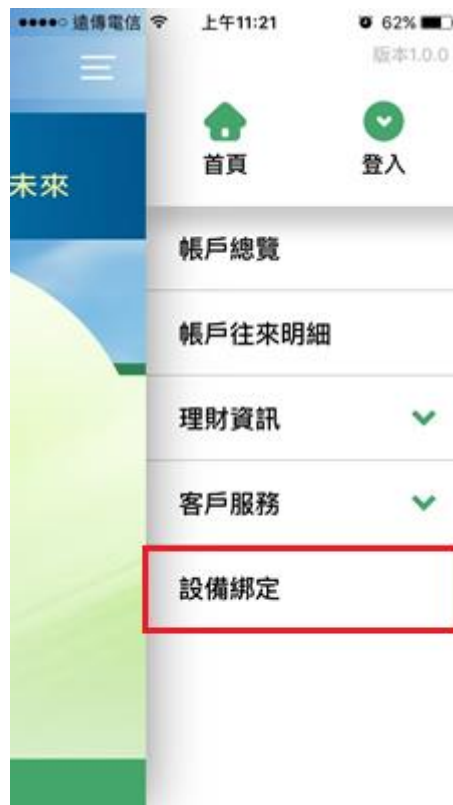 遠傳電信 上午11:21 62%
版本1.0.0
首頁 登入
未來
帳戶總覽
帳戶往來明細
理財資訊
客戶服務
設備綁定